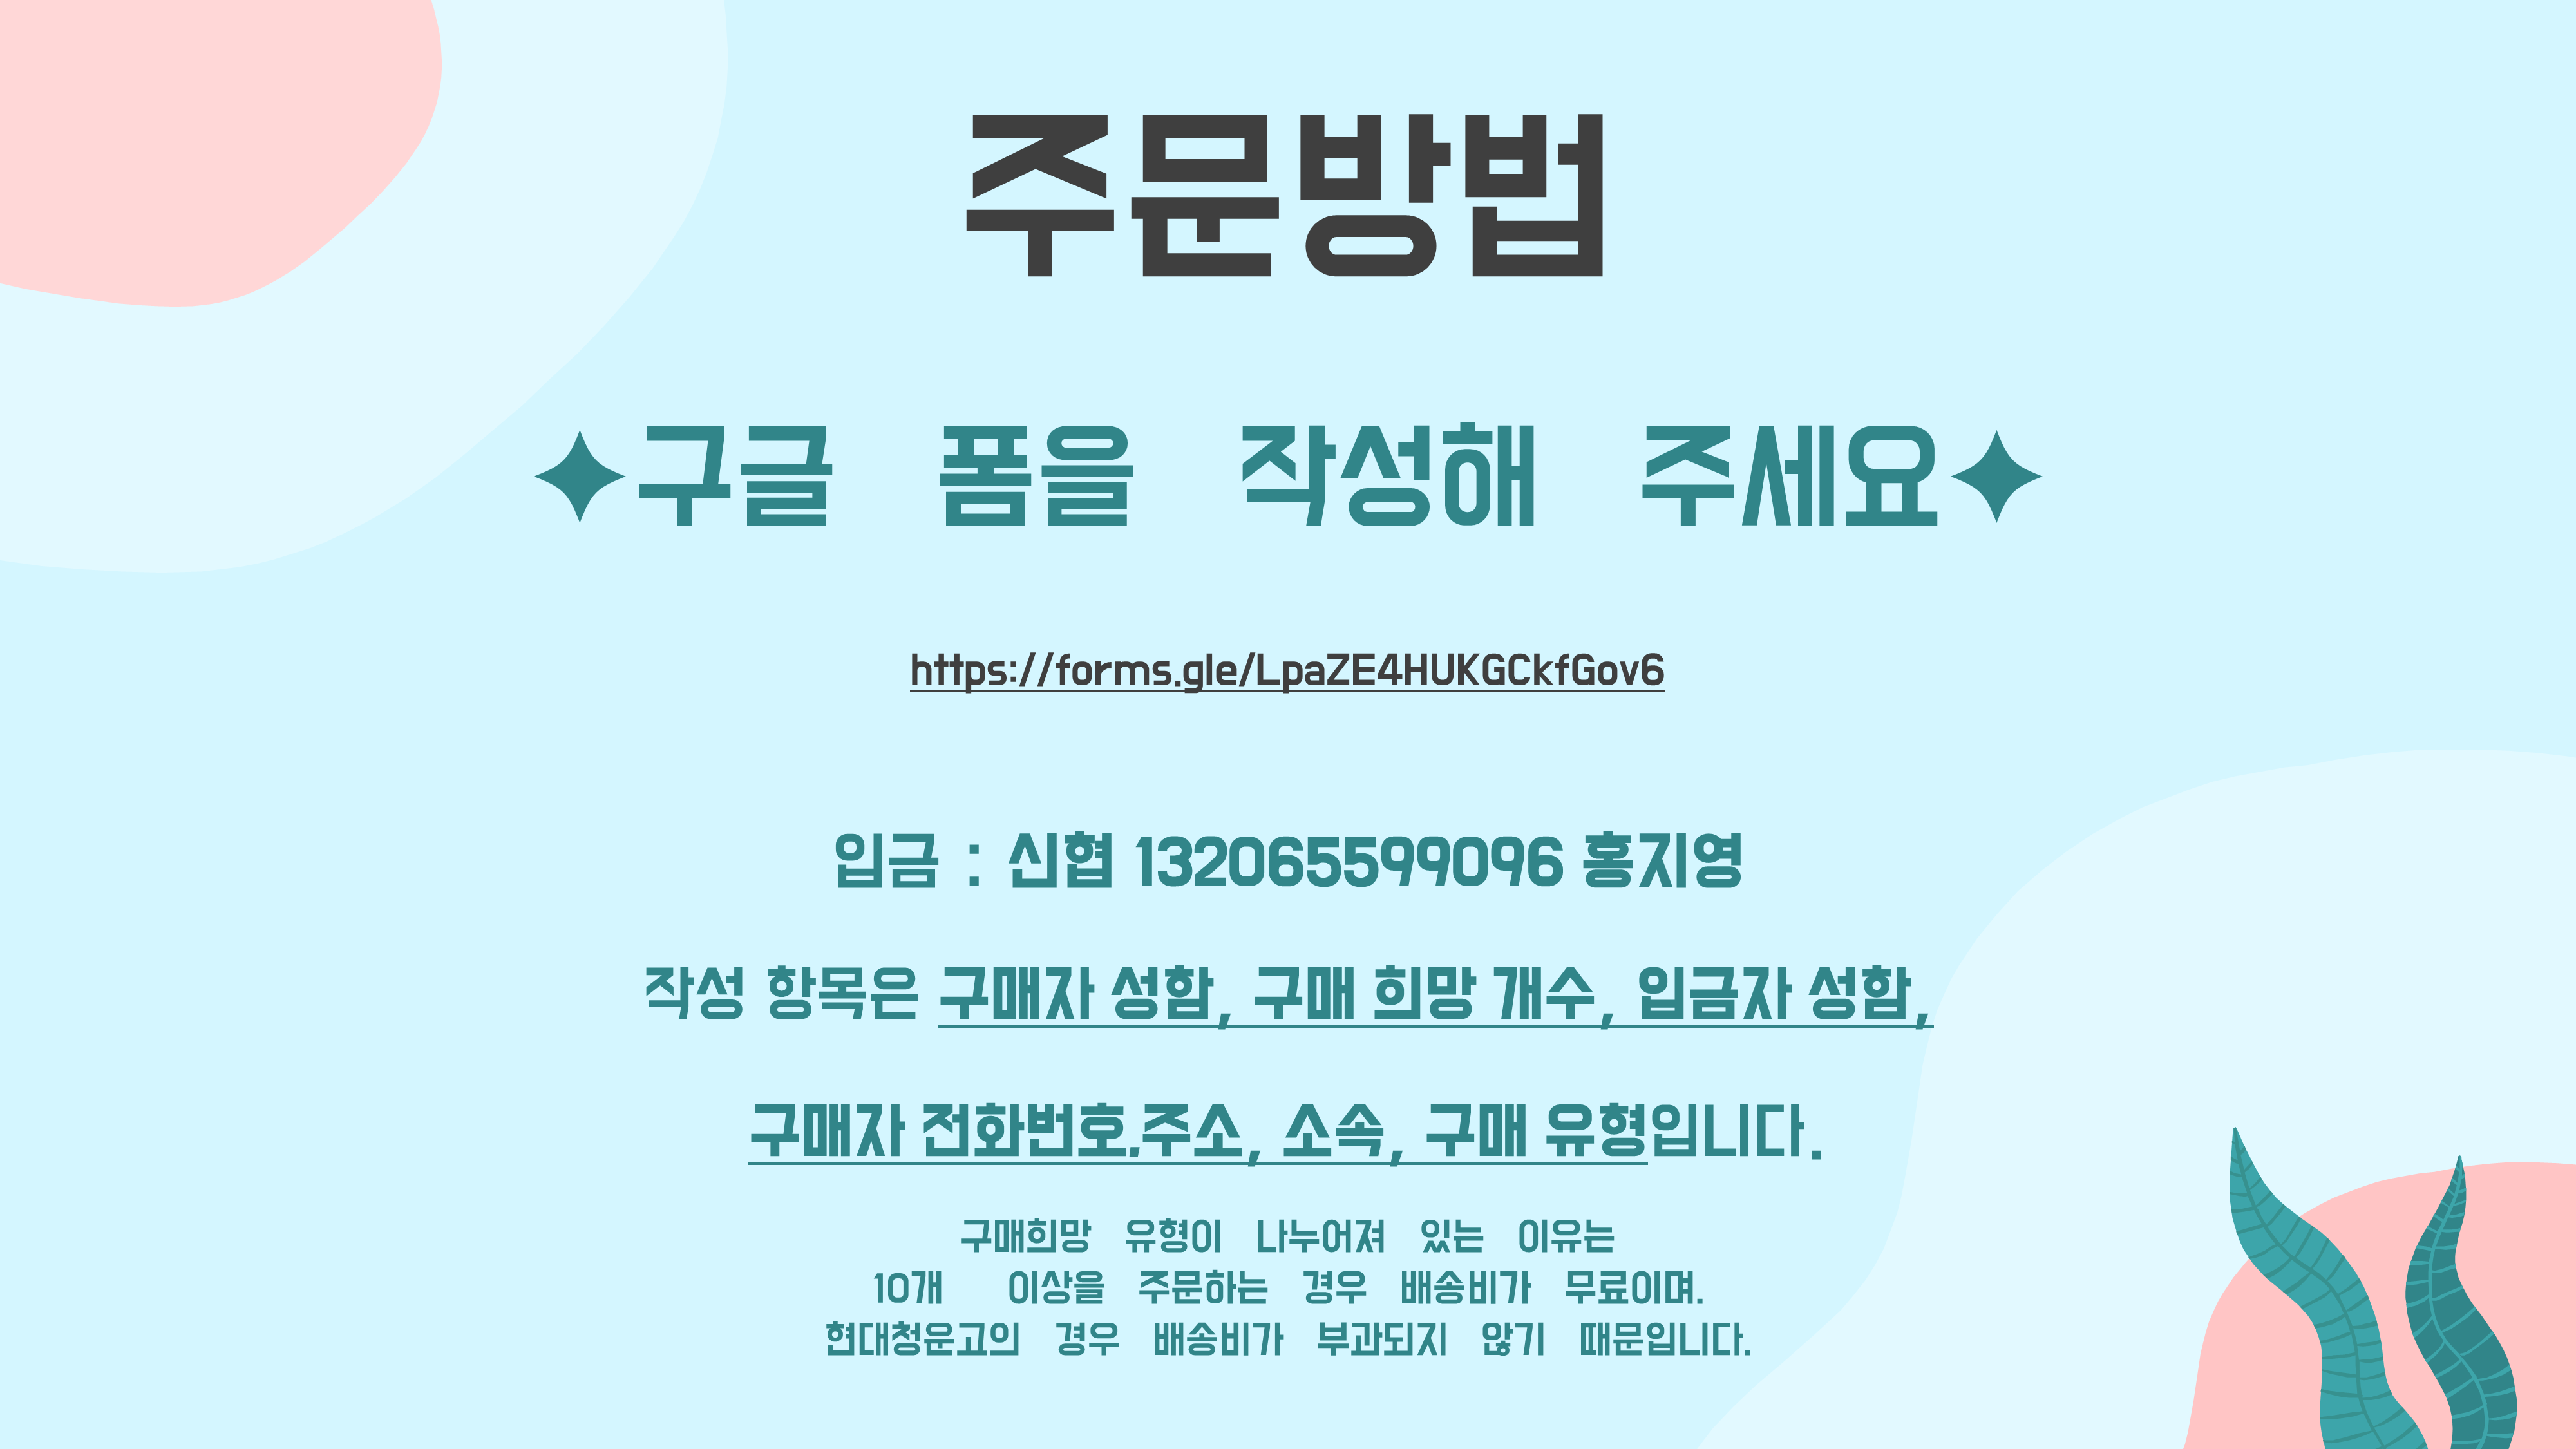 주문방법
✦구글 폼을 작성해 주세요✦
https://forms.gle/LpaZE4HUKGCkfGov6
입금 : 신협 132065599096 홍지영
작성 항목은 구매자 성함, 구매 희망 개수, 입금자 성함,
구매자 전화번호,주소, 소속, 구매 유형입니다.
구매희망 유형이 나누어져 있는 이유는
10개 이상을 주문하는 경우 배송비가 무료이며.
현대청운고의 경우 배송비가 부과되지 않기 때문입니다.